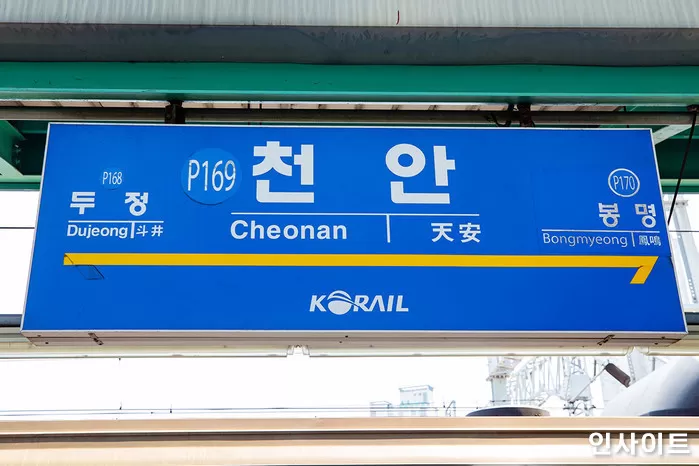 P168
두정
Dujeong 斗井
P169
천안
Cheonan 天安
P170
봉명
Bongmyeong 鳳鳴
KORAIL
인사이트